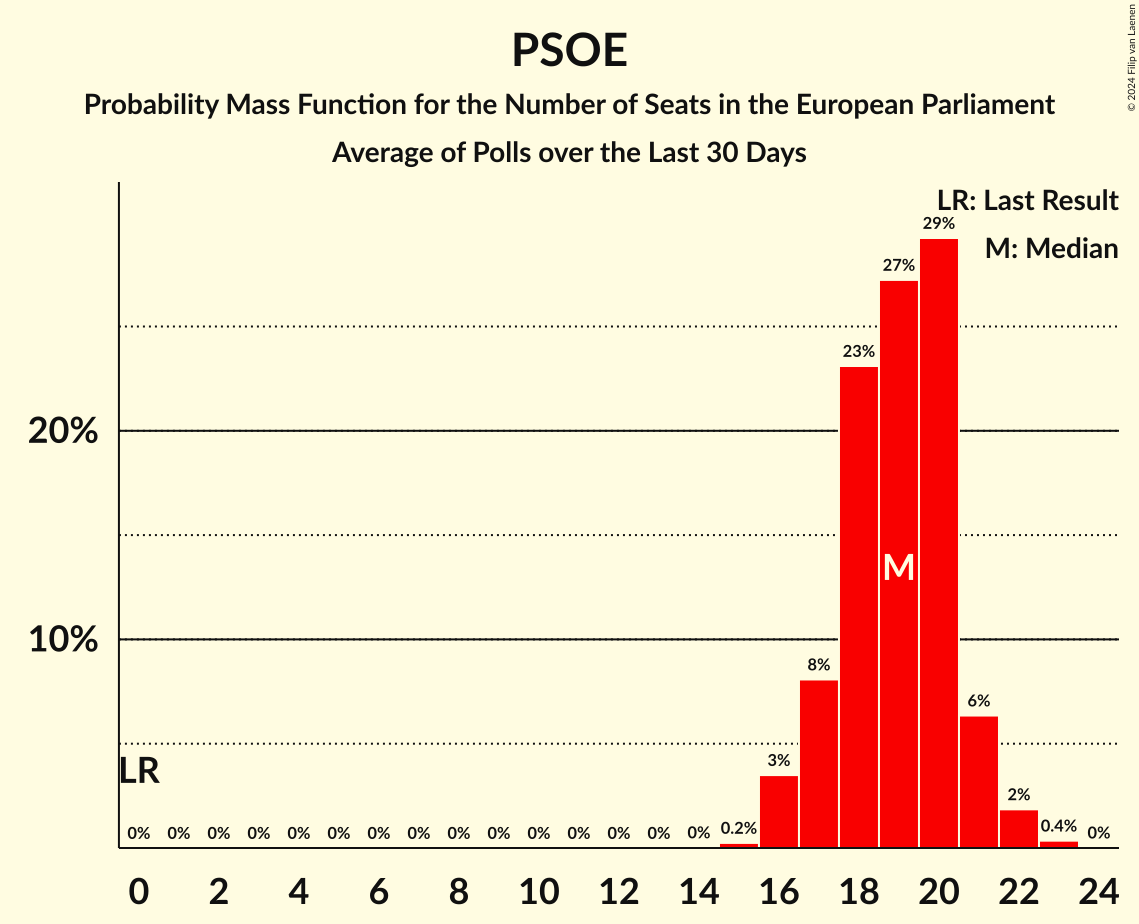 PSOE
Probability Mass Function for the Number of Seats in the European Parliament
Average of Polls over the Last 30 Days
© 2024 Filip van Laenen
LR: Last Result
M: Median
29%
27%
23%
20%
M
10%
8%
6%
LR
3%
2%
0% 0% 0% 0% 0% 0% 0% 0% 0% 0% 0% 0% 0% 0% 0% 0.2% 0.4% 0%
0 2 4 6 8 10 12 14 16 18 20 22 24